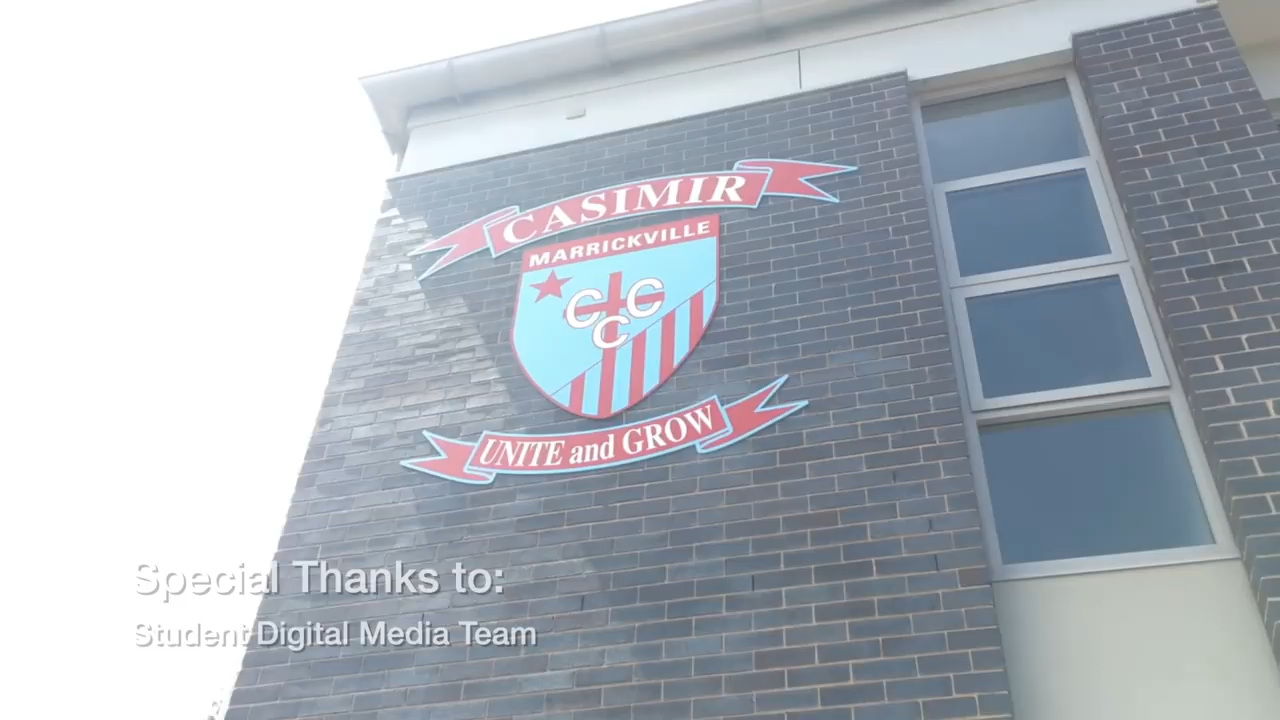 CASIMIR
MARRICKVILLE
CCC
C
UNITE and GROW
Special Thanks to:
Student Digital Media Team